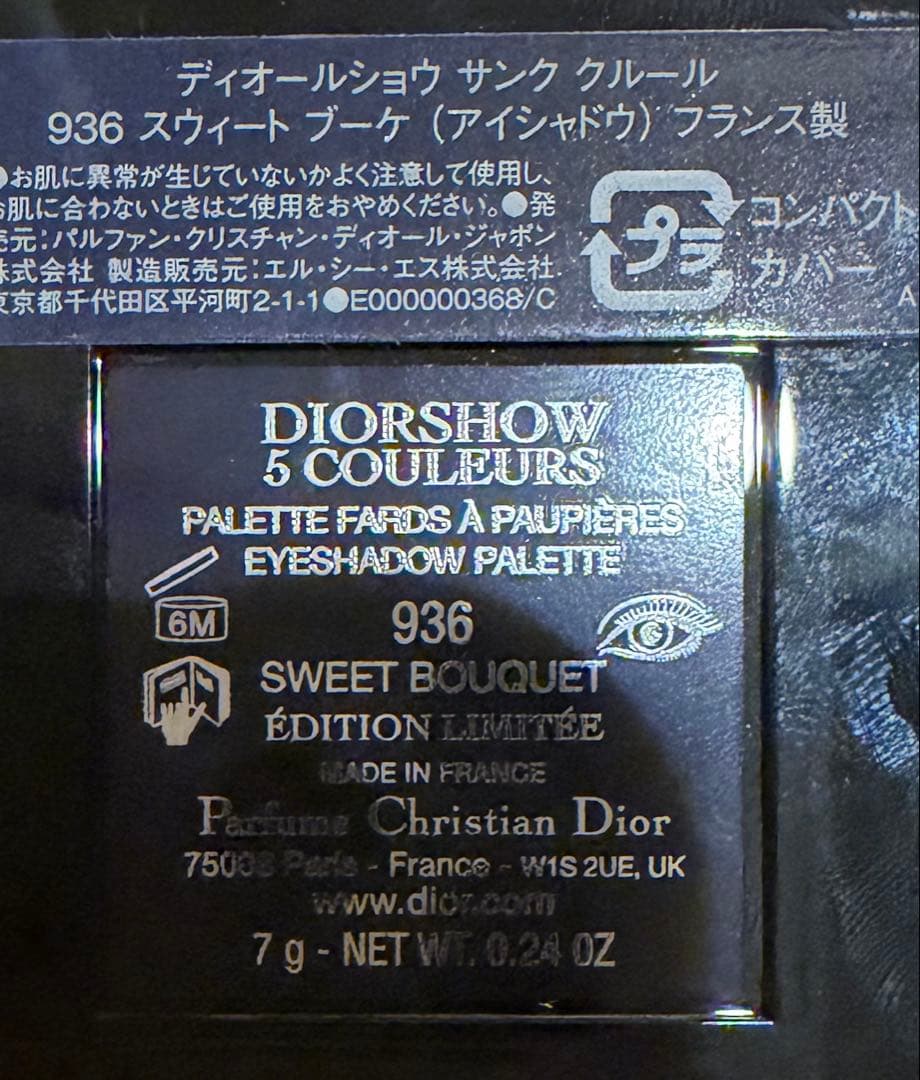 ディオールショウ サンク クルール
936 スウィート ブーケ（アイシャドウ）フランス製
●お肌に異常が生じていないかよく注意して使用し、
お肌に合わないときはご使用をおやめください。●発
売元：パルファン・クリスチャン・ディオール・ジャポン
株式会社 製造販売元：エル・シー・エス株式会社.
東京都千代田区平河町2-1-1●E000000368/C
プラ
コンパクト
カバー
A
DIORSHOW
5 COULEURS
PALETTE FARDS À PAUPIÈRES
EYESHADOW PALETTE
6M
936
SWEET BOUQUET
ÉDITION LIMITÉE
MADE IN FRANCE
Parfums Christian Dior
75008 Paris - France - W1S 2UE, UK
www.dior.com
7 g - NET WT. 0.24 OZ